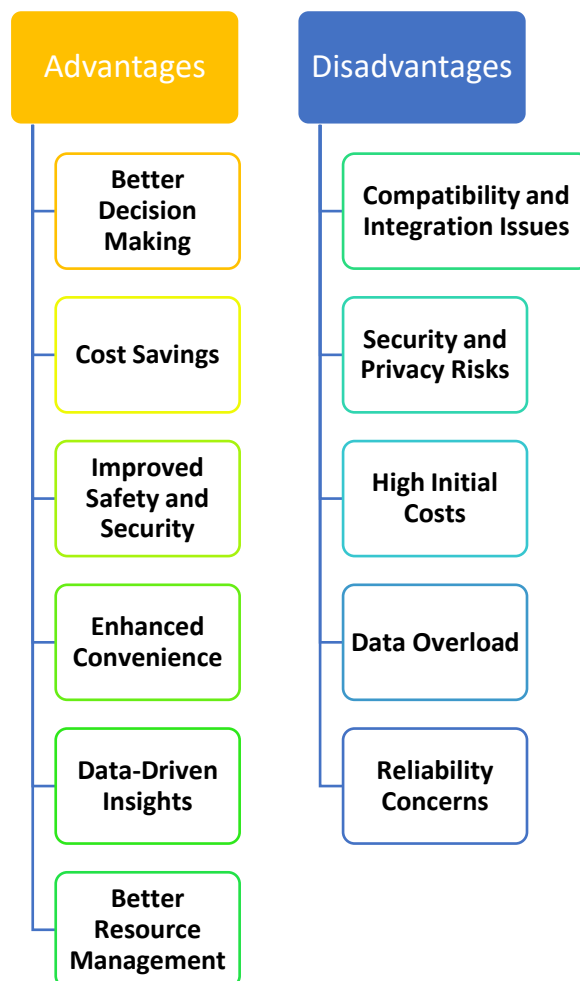 Advantages
Better
Decision
Making
Cost Savings
Improved
Safety and
Security
Enhanced
Convenience
Data-Driven
Insights
Better
Resource
Management
Disadvantages
Compatibility and
Integration Issues
Security and
Privacy Risks
High Initial
Costs
Data Overload
Reliability
Concerns